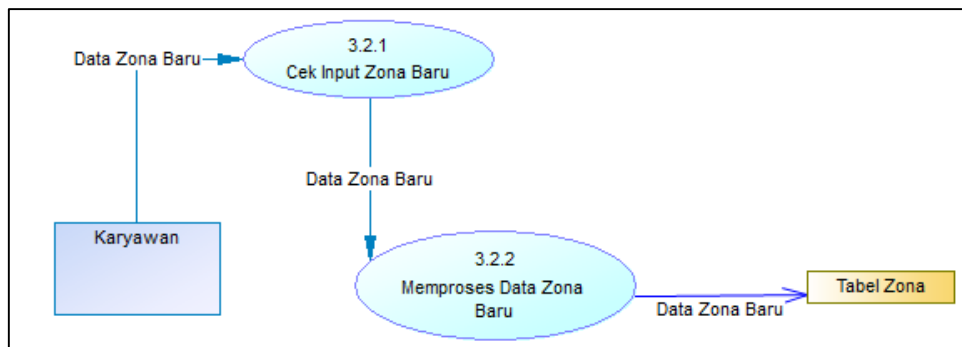 3.2.1
Data Zona Baru
Cek Input Zona Baru
Data Zona Baru
Karyawan
3.2.2
Memproses Data Zona
Baru
Tabel Zona
Data Zona Baru